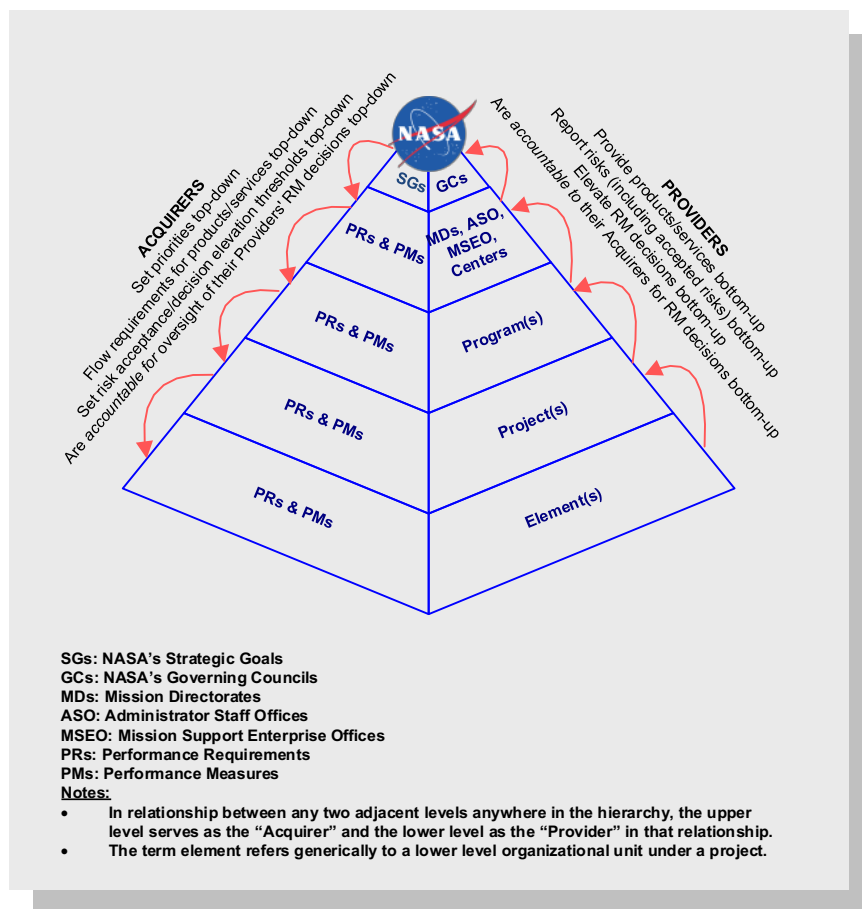 NASA
ACQUIRERS
Set priorities top-down
Flow requirements for products/services top-down
Set risk acceptance/decision elevation thresholds top-down
Are accountable for oversight of their Providers' RM decisions top-down
PROVIDERS
Provide products/services bottom-up
Report risks (including accepted risks) bottom-up
Elevate RM decisions bottom-up
Are accountable to their Acquirers for RM decisions bottom-up
SGs
GCs
PRs & PMs
MDs, ASO,
MSEO,
Centers
PRs & PMs
Program(s)
PRs & PMs
Project(s)
PRs & PMs
Element(s)
SGs: NASA’s Strategic Goals
GCs: NASA’s Governing Councils
MDs: Mission Directorates
ASO: Administrator Staff Offices
MSEO: Mission Support Enterprise Offices
PRs: Performance Requirements
PMs: Performance Measures
Notes:
• In relationship between any two adjacent levels anywhere in the hierarchy, the upper
level serves as the “Acquirer” and the lower level as the “Provider” in that relationship.
• The term element refers generically to a lower level organizational unit under a project.